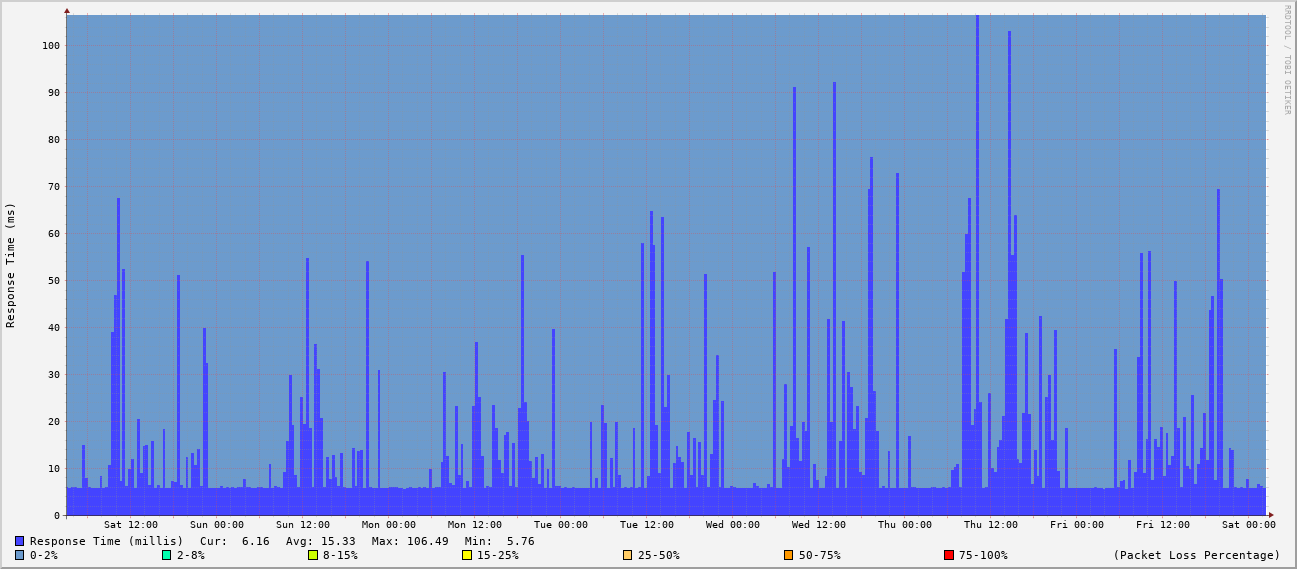 RRDTOOL / TOBI OETIKER
Response Time (ms)
100
90
80
70
60
50
40
30
20
10
0
Sat 12:00 Sun 00:00 Sun 12:00 Mon 00:00 Mon 12:00 Tue 00:00 Tue 12:00 Wed 00:00 Wed 12:00 Thu 00:00 Thu 12:00 Fri 00:00 Fri 12:00 Sat 00:00
Response Time (millis) Cur: 6.16 Avg: 15.33 Max: 106.49 Min: 5.76
0-2% 2-8% 8-15% 15-25% 25-50% 50-75% 75-100% (Packet Loss Percentage)